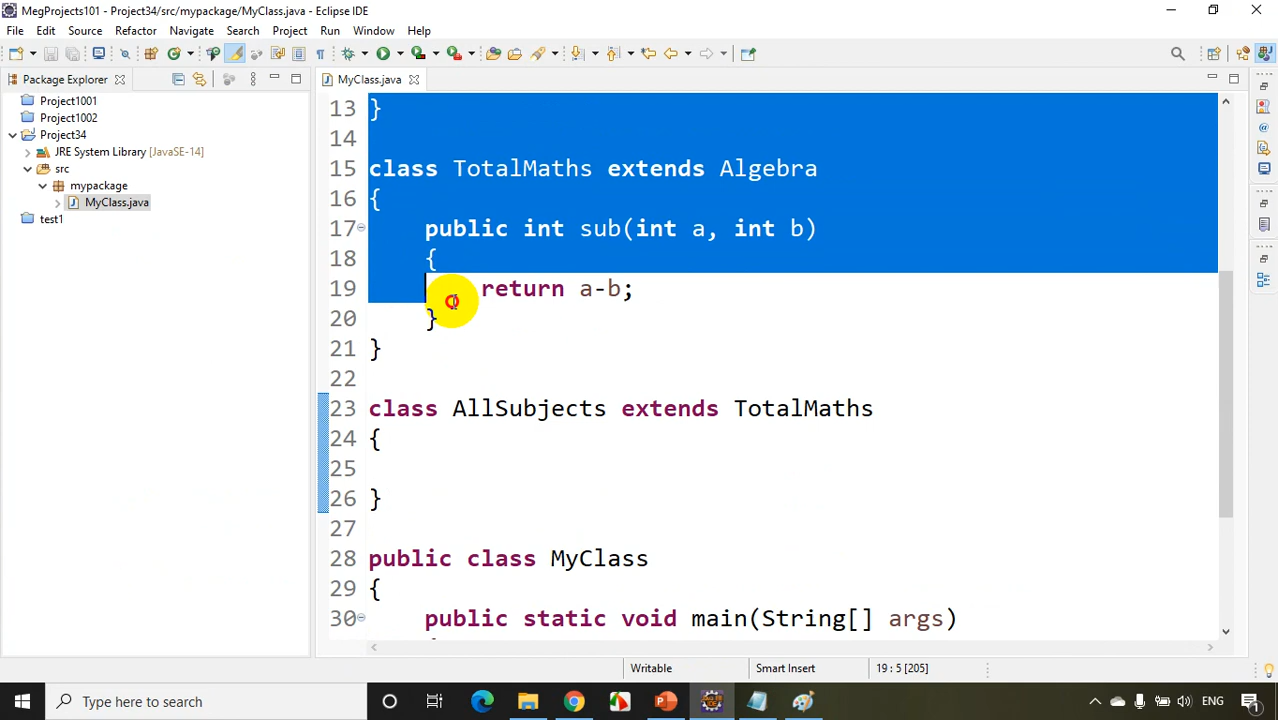 MegProjects101 - Project34/src/mypackage/MyClass.java - Eclipse IDE
File Edit Source Refactor Navigate Search Project Run Window Help
Package Explorer
MyClass.java
Project1001
Project1002
Project34
JRE System Library [JavaSE-14]
src
mypackage
MyClass.java
test1
13 }
14
15 class TotalMaths extends Algebra
16 {
17 public int sub(int a, int b)
18 {
19 return a-b;
20 }
21 }
22
23 class AllSubjects extends TotalMaths
24 {
25
26 }
27
28 public class MyClass
29 {
30 public static void main(String[] args)
Writable Smart Insert 19 : 5 [205]
Type here to search
ENG